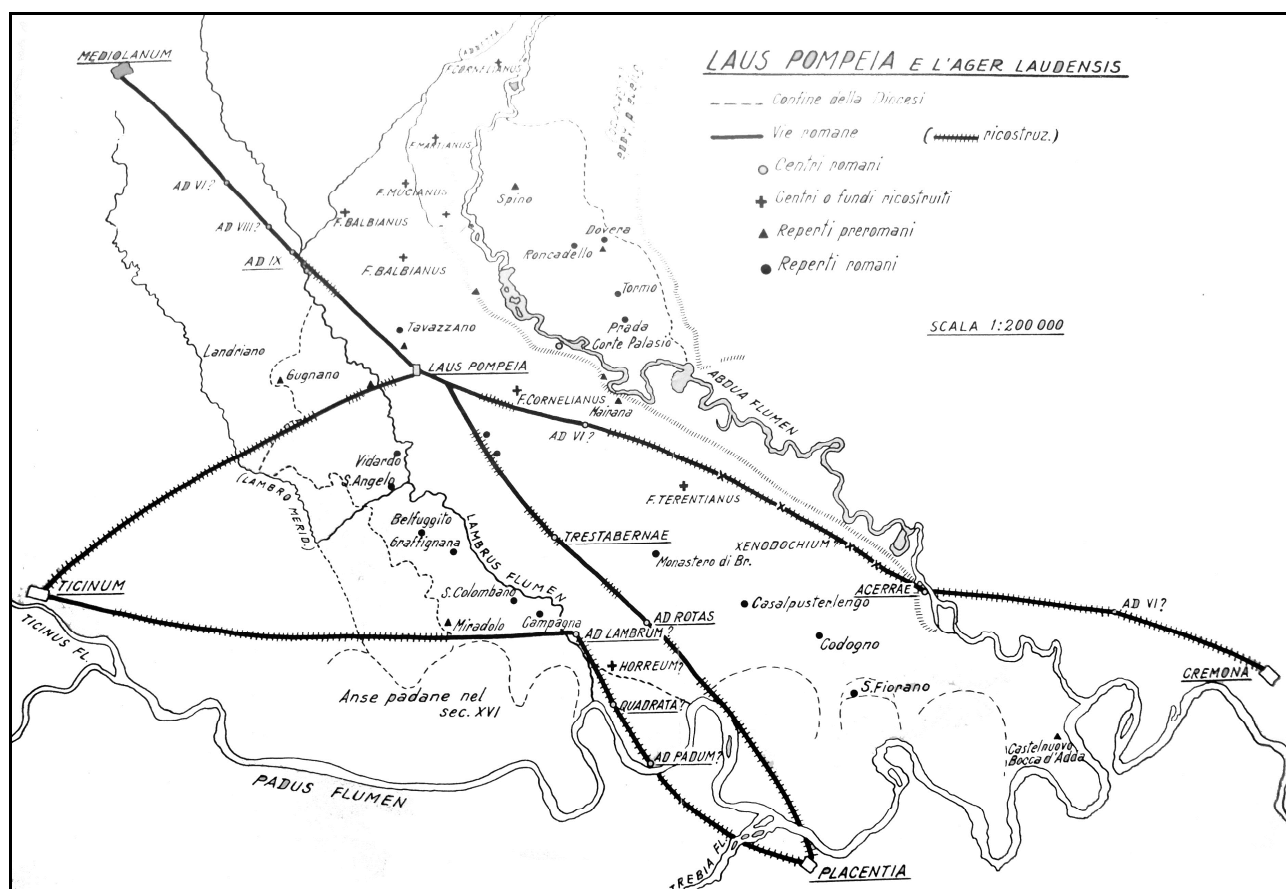 LAUS POMPEIA E L'AGER LAUDENSIS
Confine della Diocesi
Vie romane ( ricostruz.)
Centri romani
Centri o fundi ricostruiti
Reperti preromani
Reperti romani
SCALA 1:200 000
MEDIOLANUM
(ADDETTA
F. CORNELIANUS
F. MARTIANUS
AD VI?
F. MUCIANUS
Spino
F. BALBIANUS
AD VIII?
Dovera
Roncadello
AD IX
F. BALBIANUS
Tormo
Tavazzano
Prada
Corte Palasio
Landriano
LAUS POMPEIA
Gugnano
F. CORNELIANUS
Mairana
ABDUA FLUMEN
AD VI?
Vidardo
S. Angelo
(LAMBRO MERID.)
F. TERENTIANUS
Belfuggito
Graffignana
LAMBRUS FLUMEN
TRESTABERNAE
XENODOCHIUM?
Monastero di Br.
TICINUM
ACERRAE
S. Colombano
Casalpusterlengo
AD VI?
TICINUS FL.
Miradolo
Campagna
AD LAMBRUM?
AD ROTAS
Codogno
HORREUM?
CREMONA
Anse padane nel
sec. XVI
S. Fiorano
QUADRATA?
Castelnuovo
Bocca d'Adda
AD PADUM?
PADUS FLUMEN
TREBIA FL.
PLACENTIA